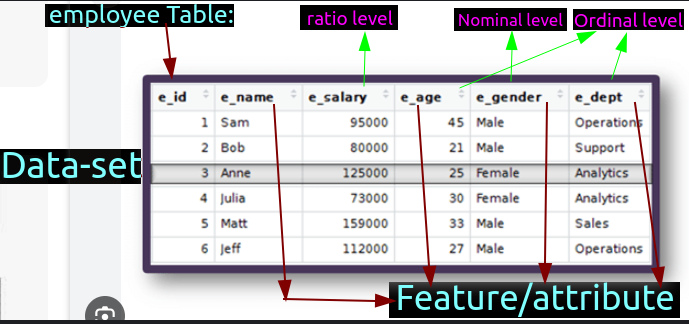 employee Table:
ratio level
Nominal level
Ordinal level
e_id e_name e_salary e_age e_gender e_dept
1 Sam 95000 45 Male Operations
2 Bob 80000 21 Male Support
Data-set
3 Anne 125000 25 Female Analytics
4 Julia 73000 30 Female Analytics
5 Matt 159000 33 Male Sales
6 Jeff 112000 27 Male Operations
Feature/attribute